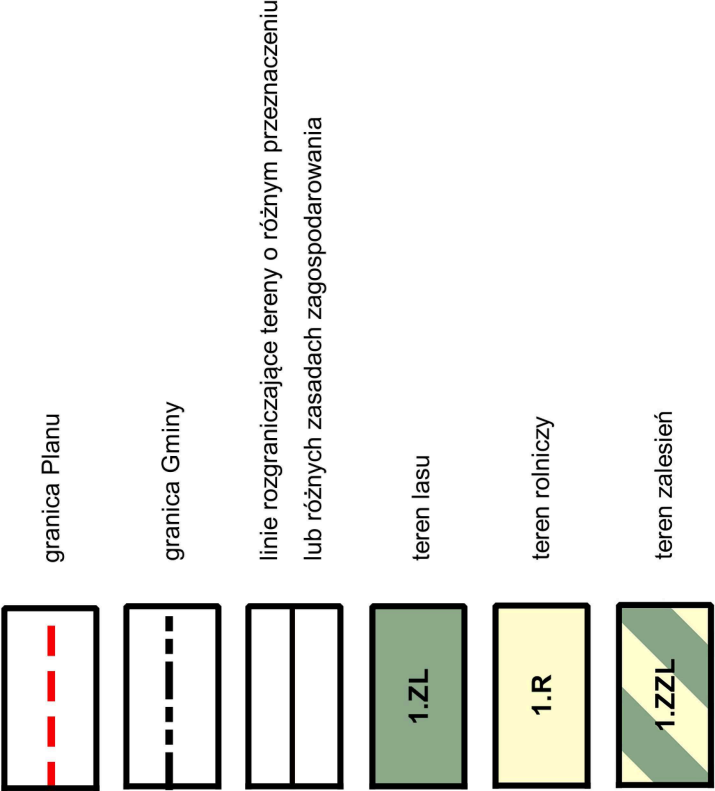 granica Planu
granica Gminy
linie rozgraniczające tereny o różnym przeznaczeniu
lub różnych zasadach zagospodarowania
1.ZL
teren lasu
1.R
teren rolniczy
1.ZZL
teren zalesień